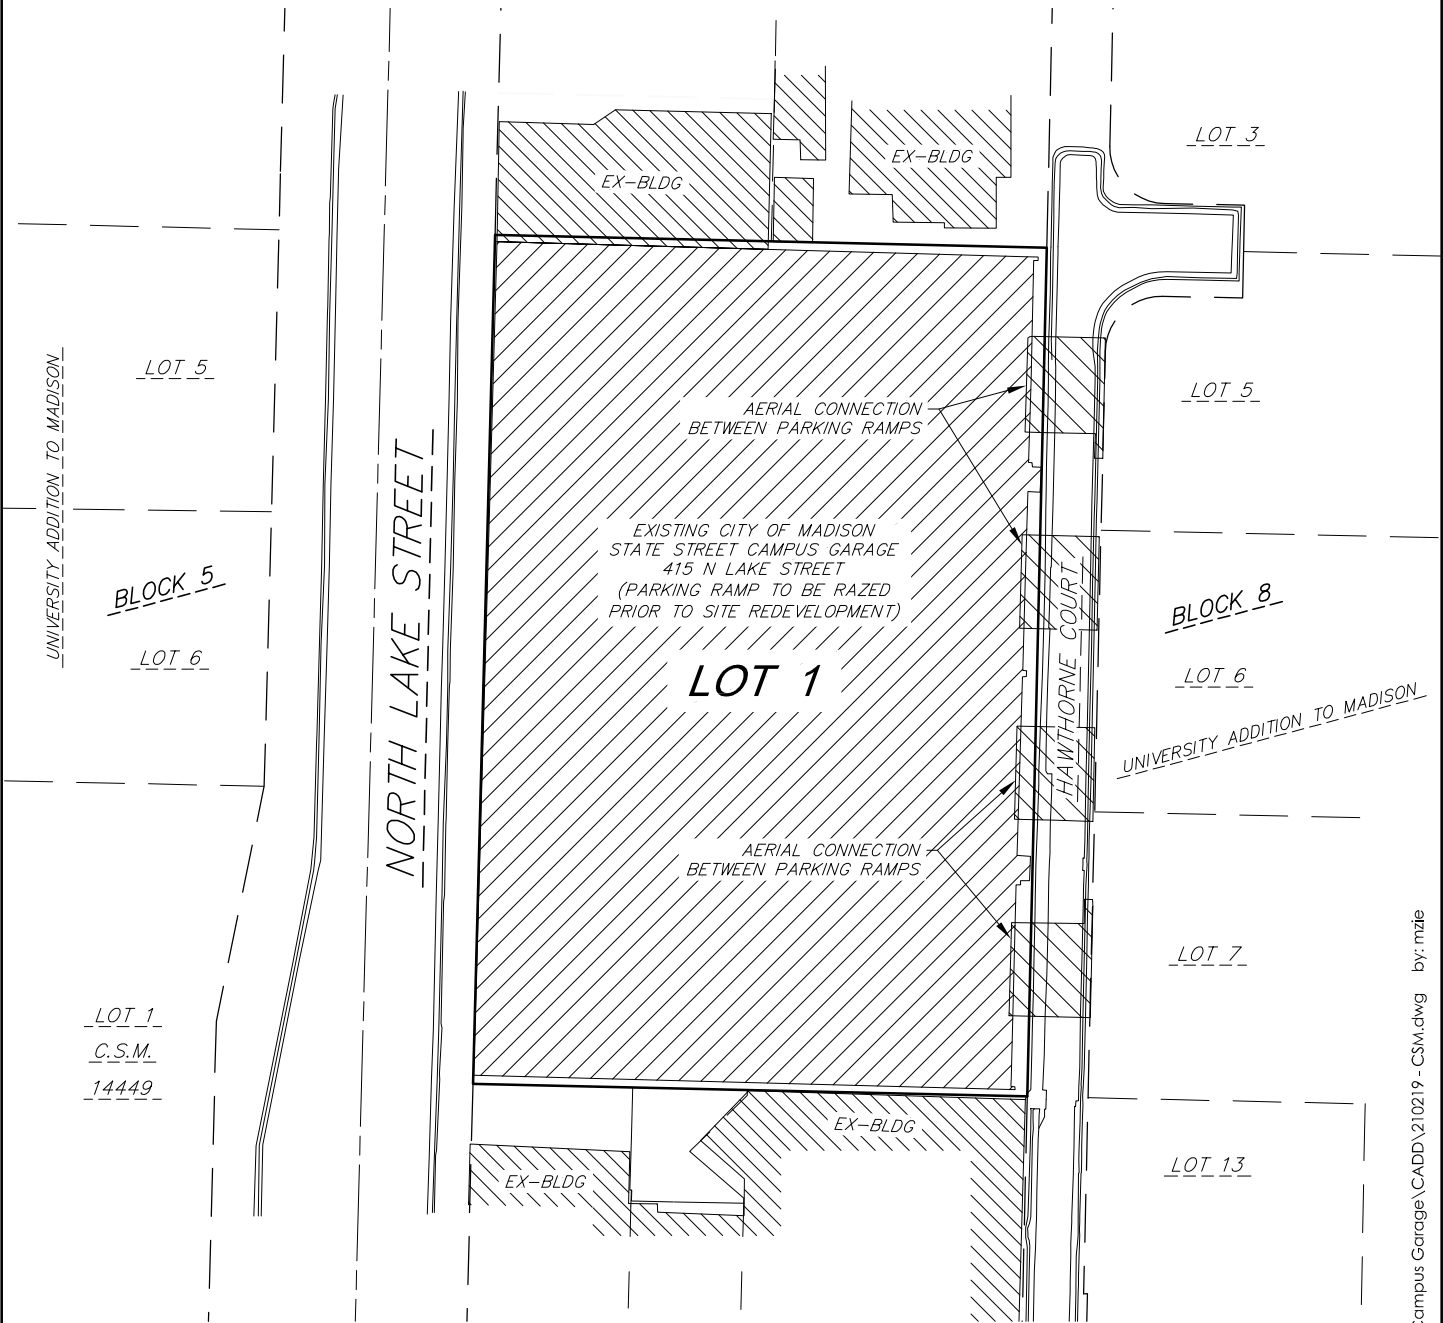 LOT 3
EX-BLDG
EX-BLDG
LOT 5
UNIVERSITY ADDITION TO MADISON
BLOCK 5
LOT 6
NORTH LAKE STREET
AERIAL CONNECTION
BETWEEN PARKING RAMPS
LOT 5
EXISTING CITY OF MADISON
STATE STREET CAMPUS GARAGE
415 N LAKE STREET
(PARKING RAMP TO BE RAZED
PRIOR TO SITE REDEVELOPMENT)
LOT 1
HAWTHORNE COURT
BLOCK 8
LOT 6
UNIVERSITY ADDITION TO MADISON
AERIAL CONNECTION
BETWEEN PARKING RAMPS
LOT 7
LOT 1
C.S.M.
14449
EX-BLDG
EX-BLDG
LOT 13
Campus Garage\CADD\210219 - CSM.dwg by: mzie